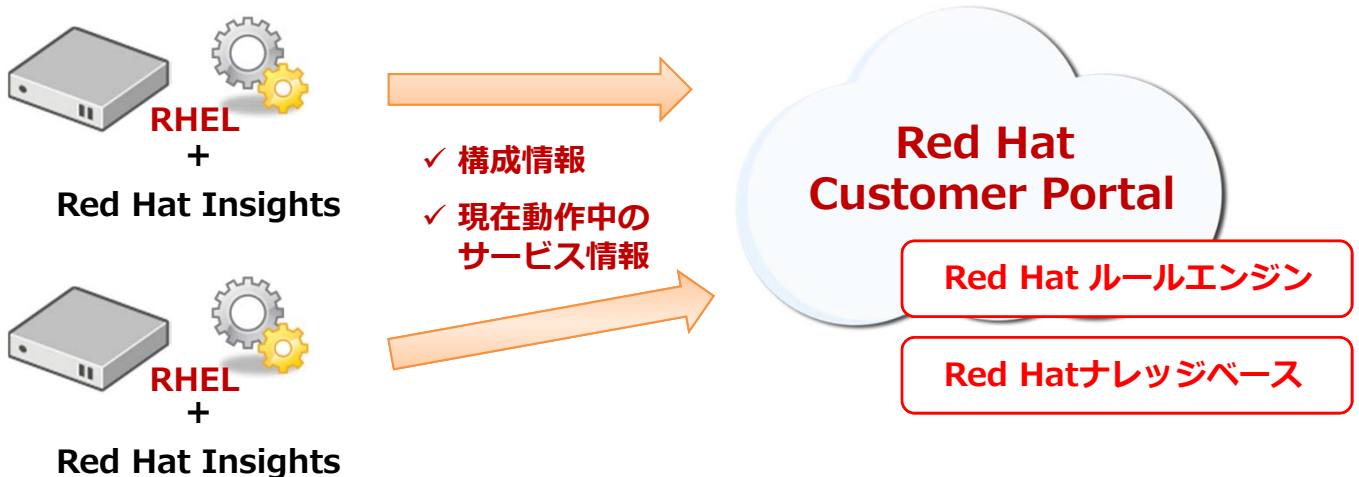 RHEL
+
Red Hat Insights
✓ 構成情報
✓ 現在動作中の
サービス情報
RHEL
+
Red Hat Insights
Red Hat
Customer Portal
Red Hat ルールエンジン
Red Hatナレッジベース